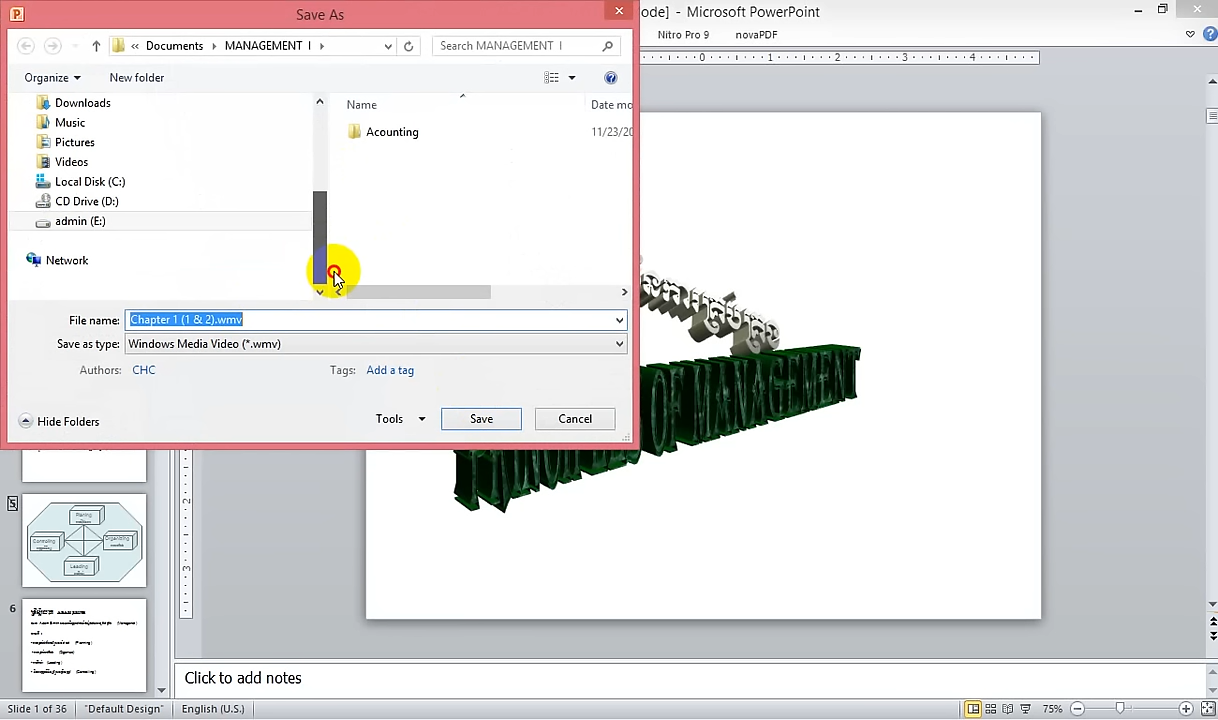 Save As
ode] - Microsoft PowerPoint
Nitro Pro 9 novaPDF
« Documents MANAGEMENT I
Search MANAGEMENT I
Organize
New folder
Downloads
Music
Pictures
Videos
Local Disk (C:)
CD Drive (D:)
admin (E:)
Network
Name
Date mo
Acounting
11/23/20
File name:
Chapter 1 (1 & 2).wmv
Save as type:
Windows Media Video (*.wmv)
Authors:
CHC
Tags:
Add a tag
Hide Folders
Tools
Save
Cancel
OF MANAGEMENT
5
Planing
Controling
Organizing
Leading
6
(Planning)
(Leading)
(Controlling)
Click to add notes
Slide 1 of 36
"Default Design"
English (U.S.)
75%